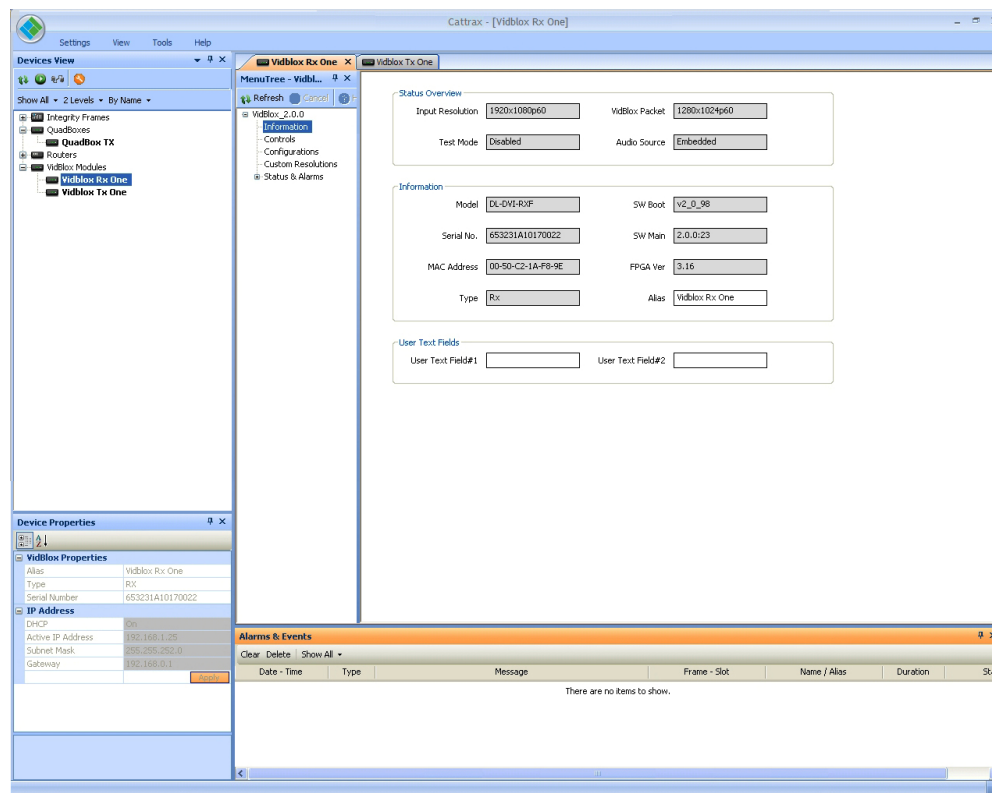 Cattrax - [Vidblox Rx One]
Settings View Tools Help
Devices View
Show All 2 Levels By Name
Integrity Frames
QuadBoxes
QuadBox TX
Routers
VidBlox Modules
Vidblox Rx One
Vidblox Tx One
Vidblox Rx One Vidblox Tx One
MenuTree - Vidbl...
Refresh Cancel
VidBlox_2.0.0
Information
Controls
Configurations
Custom Resolutions
Status & Alarms
Status Overview
Input Resolution 1920x1080p60 VidBlox Packet 1280x1024p60
Test Mode Disabled Audio Source Embedded
Information
Model DL-DVI-RXF SW Boot v2_0_98
Serial No. 653231A10170022 SW Main 2.0.0:23
MAC Address 00-50-C2-1A-F8-9E FPGA Ver 3.16
Type Rx Alias Vidblox Rx One
User Text Fields
User Text Field#1 User Text Field#2
Device Properties
VidBlox Properties
Alias Vidblox Rx One
Type RX
Serial Number 653231A10170022
IP Address
DHCP On
Active IP Address 192.168.1.25
Subnet Mask 255.255.252.0
Gateway 192.168.0.1
Apply
Alarms & Events
Clear Delete Show All
Date - Time Type Message Frame - Slot Name / Alias Duration St
There are no items to show.